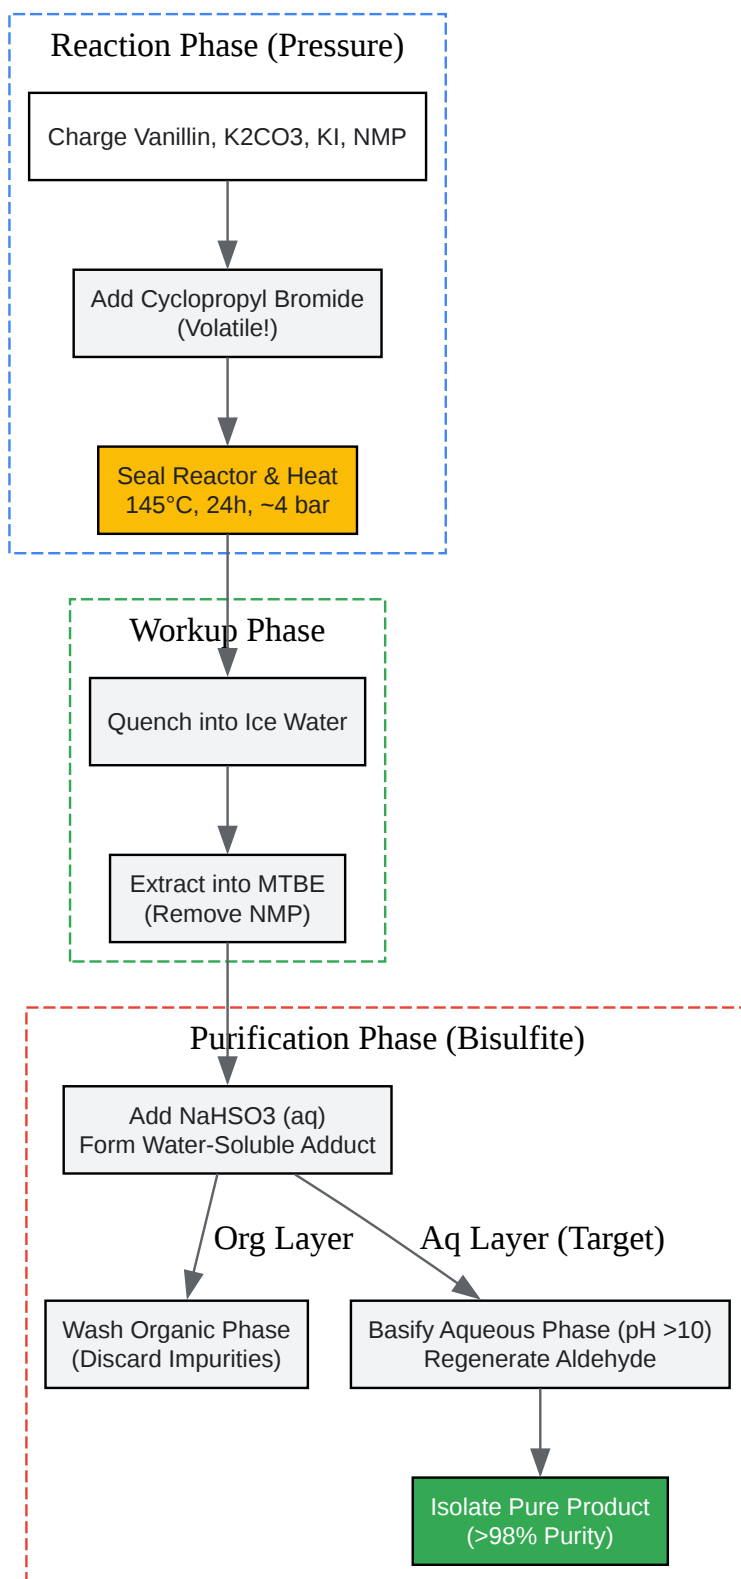 Reaction Phase (Pressure)
Charge Vanillin, K2CO3, KI, NMP
Add Cyclopropyl Bromide
(Volatile!)
Seal Reactor & Heat
145°C, 24h, ~4 bar
Workup Phase
Quench into Ice Water
Extract into MTBE
(Remove NMP)
Purification Phase (Bisulfite)
Add NaHSO3 (aq)
Form Water-Soluble Adduct
Org Layer
Aq Layer (Target)
Wash Organic Phase
(Discard Impurities)
Basify Aqueous Phase (pH >10)
Regenerate Aldehyde
Isolate Pure Product
(>98% Purity)